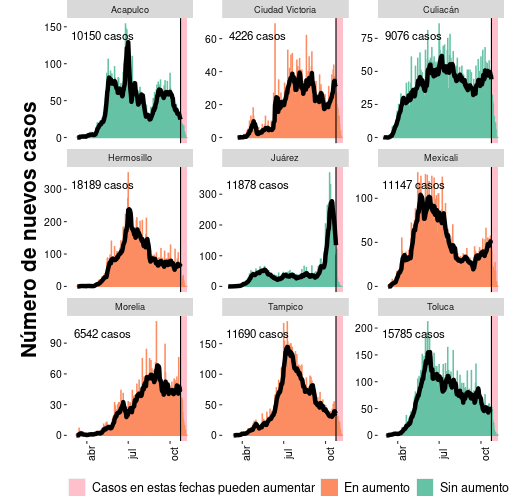 Acapulco
Ciudad Victoria
Culiacán
150
100
50
0
10150 casos
60
40
20
0
4226 casos
75
50
25
0
9076 casos
Hermosillo
Juárez
Mexicali
300
200
100
0
18189 casos
300
200
100
0
11878 casos
100
50
0
11147 casos
Morelia
Tampico
Toluca
90
60
30
0
6542 casos
150
100
50
0
11690 casos
200
150
100
50
0
15785 casos
abr
jul
oct
abr
jul
oct
abr
jul
oct
Número de nuevos casos
Casos en estas fechas pueden aumentar
En aumento
Sin aumento